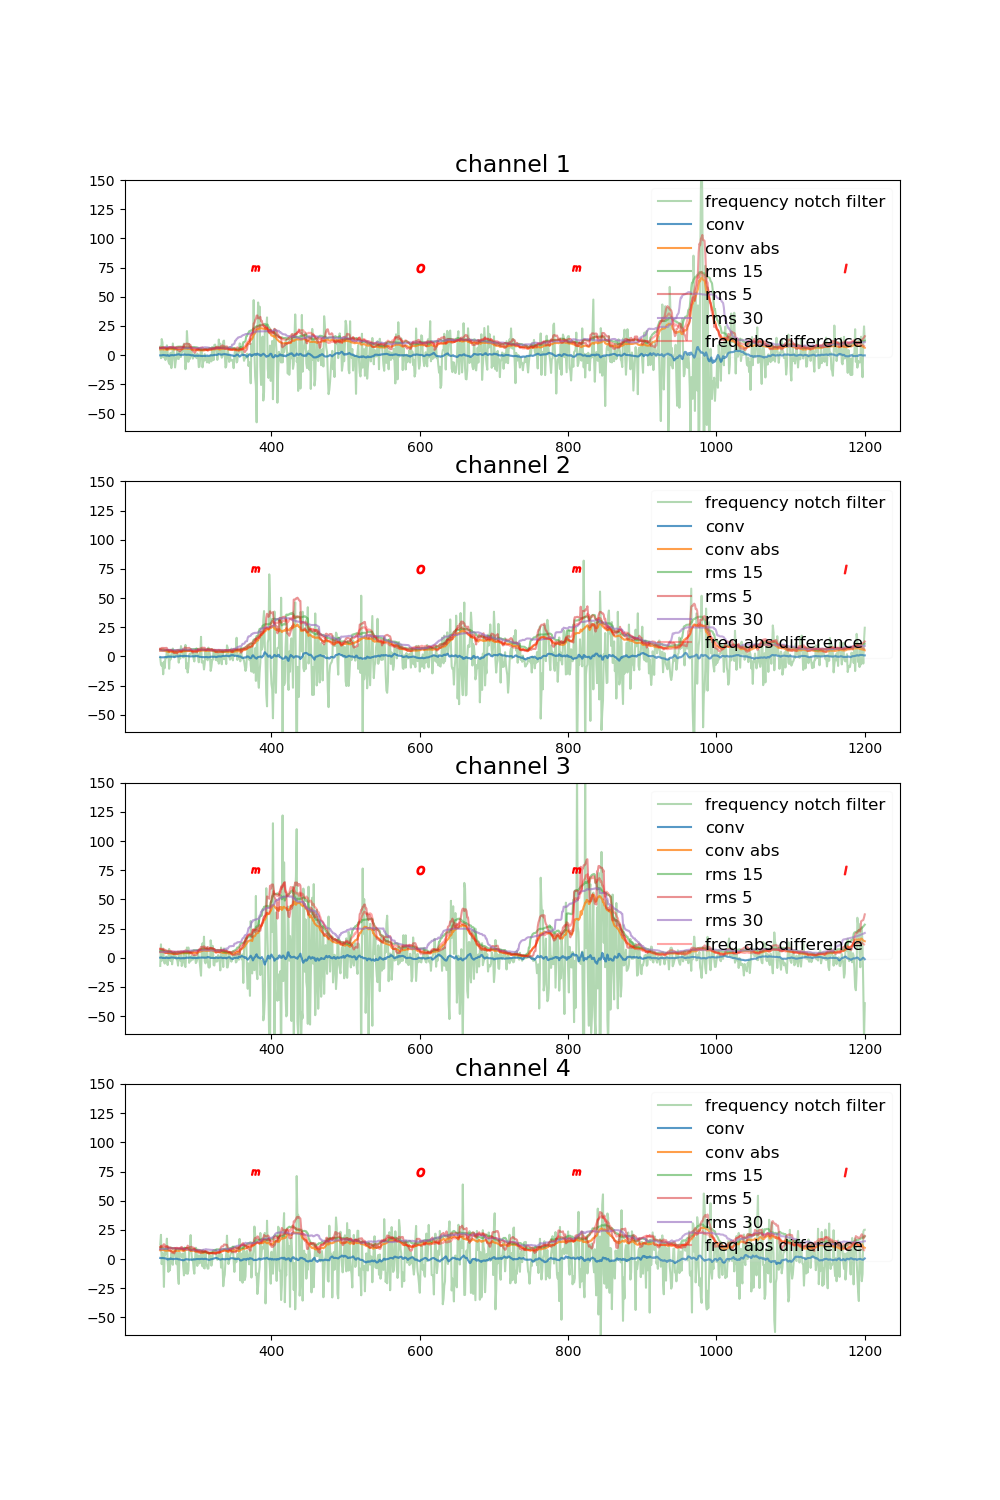 channel 1
150
125
100
75
50
25
0
−25
−50
m o m l
frequency notch filter
conv
conv abs
rms 15
rms 5
rms 30
freq abs difference
400 600 800 1000 1200
channel 2
150
125
100
75
50
25
0
−25
−50
m o m l
frequency notch filter
conv
conv abs
rms 15
rms 5
rms 30
freq abs difference
400 600 800 1000 1200
channel 3
150
125
100
75
50
25
0
−25
−50
m o m l
frequency notch filter
conv
conv abs
rms 15
rms 5
rms 30
freq abs difference
400 600 800 1000 1200
channel 4
150
125
100
75
50
25
0
−25
−50
m o m l
frequency notch filter
conv
conv abs
rms 15
rms 5
rms 30
freq abs difference
400 600 800 1000 1200